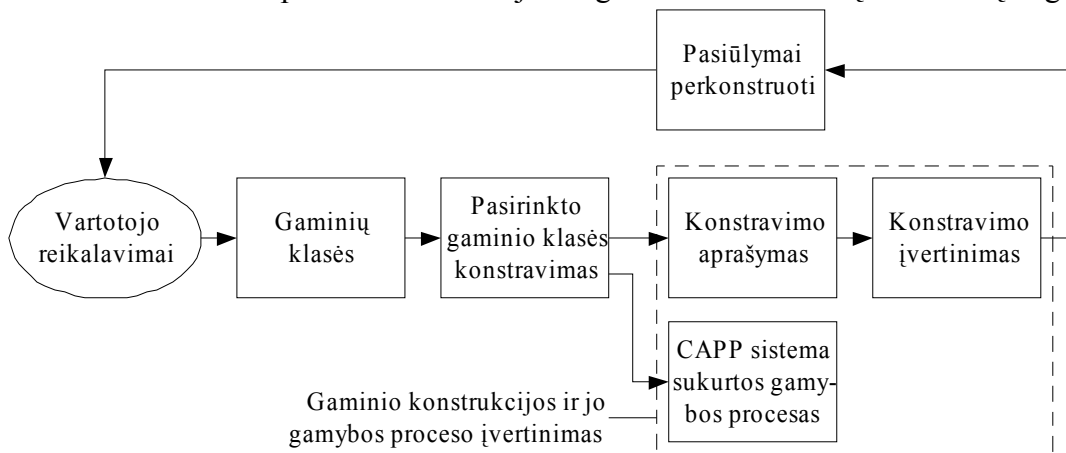 Pasiūlymai
perkonstruoti
Vartotojo
reikalavimai
Gaminių
klasės
Pasirinkto
gaminio klasės
konstravimas
Konstravimo
aprašymas
Konstravimo
įvertinimas
CAPP sistema
sukurtos gamy-
bos procesas
Gaminio konstrukcijos ir jo
gamybos proceso įvertinimas